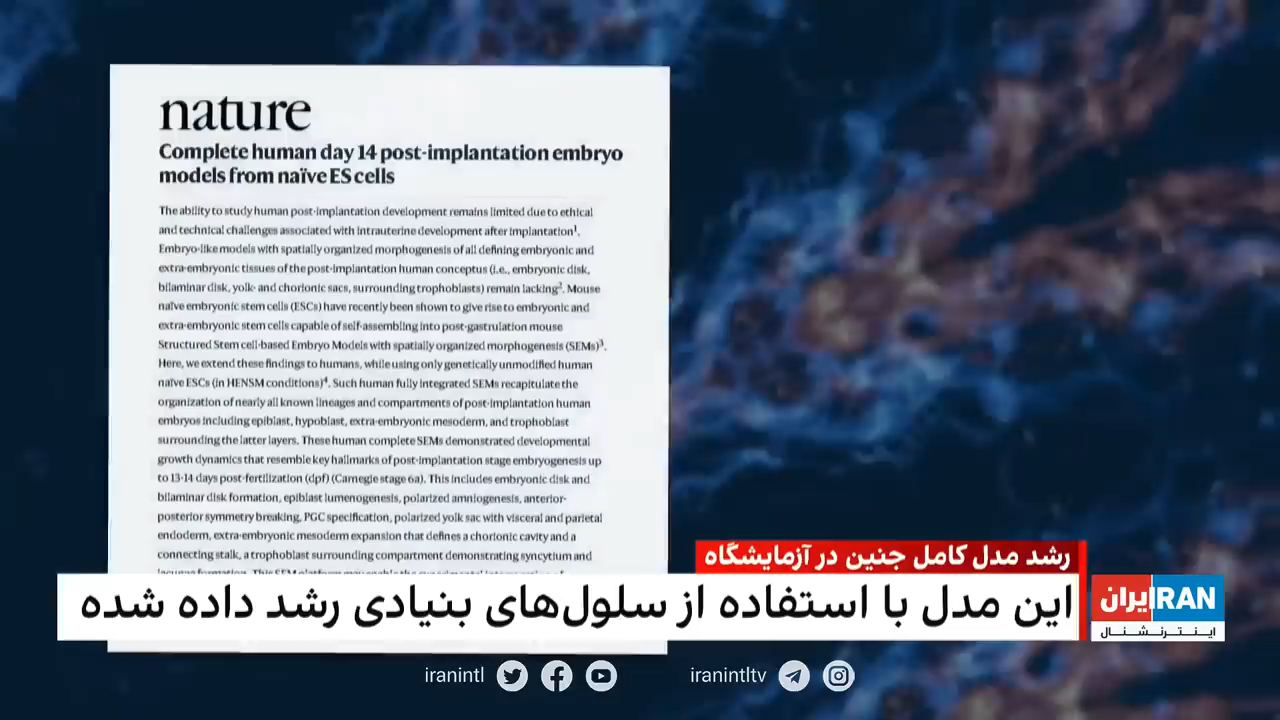 nature
Complete human day 14 post-implantation embryo
models from naïve ES cells
The ability to study human post-implantation development remains limited due to ethical
and technical challenges associated with intrauterine development after implantation¹.
Embryo-like models with spatially organized morphogenesis of all defining embryonic and
extra-embryonic tissues of the post-implantation human conceptus (i.e., embryonic disk,
bilaminar disk, yolk- and chorionic sacs, surrounding trophoblasts) remain lacking². Mouse
naïve embryonic stem cells (ESCs) have recently been shown to give rise to embryonic and
extra-embryonic stem cells capable of self-assembling into post-gastrulation mouse
Structured Stem cell-based Embryo Models with spatially organized morphogenesis (SEMs)³.
Here, we extend these findings to humans, while using only genetically unmodified human
naïve ESCs (in HENSM conditions)⁴. Such human fully integrated SEMs recapitulate the
organization of nearly all known lineages and compartments of post-implantation human
embryos including epiblast, hypoblast, extra-embryonic mesoderm, and trophoblast
surrounding the latter layers. These human complete SEMs demonstrated developmental
growth dynamics that resemble key hallmarks of post-implantation stage embryogenesis up
to 13-14 days post-fertilization (dpf) (Carnegie stage 6a). This includes embryonic disk and
bilaminar disk formation, epiblast lumenogenesis, polarized amniogenesis, anterior-
posterior symmetry breaking, PGC specification, polarized yolk sac with visceral and parietal
endoderm, extra-embryonic mesoderm expansion that defines a chorionic cavity and a
connecting stalk, a trophoblast surrounding compartment demonstrating syncytium and
رشد مدل کامل جنین در آزمایشگاه
این مدل با استفاده از سلول‌های بنیادی رشد داده شده
ایران IRAN
اینترنشنال
iranintl
iranintltv